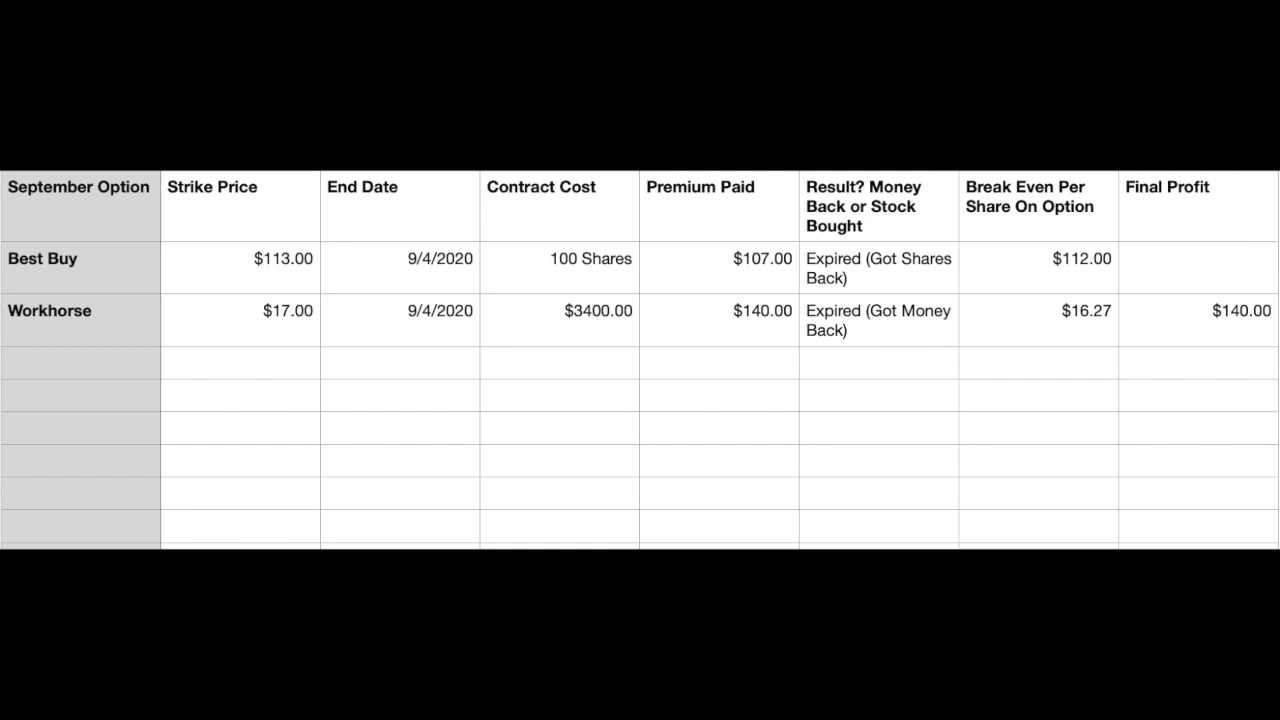 September Option Strike Price End Date Contract Cost Premium Paid Result? Money Back or Stock Bought Break Even Per Share On Option Final Profit
Best Buy $113.00 9/4/2020 100 Shares $107.00 Expired (Got Shares Back) $112.00
Workhorse $17.00 9/4/2020 $3400.00 $140.00 Expired (Got Money Back) $16.27 $140.00